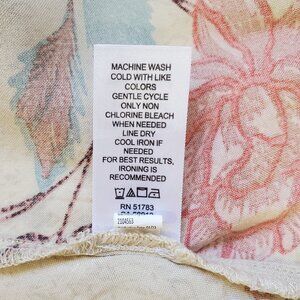 MACHINE WASH
COLD WITH LIKE
COLORS
GENTLE CYCLE
ONLY NON
CHLORINE BLEACH
WHEN NEEDED
LINE DRY
COOL IRON IF
NEEDED
FOR BEST RESULTS,
IRONING IS
RECOMMENDED
RN 51783
2104563